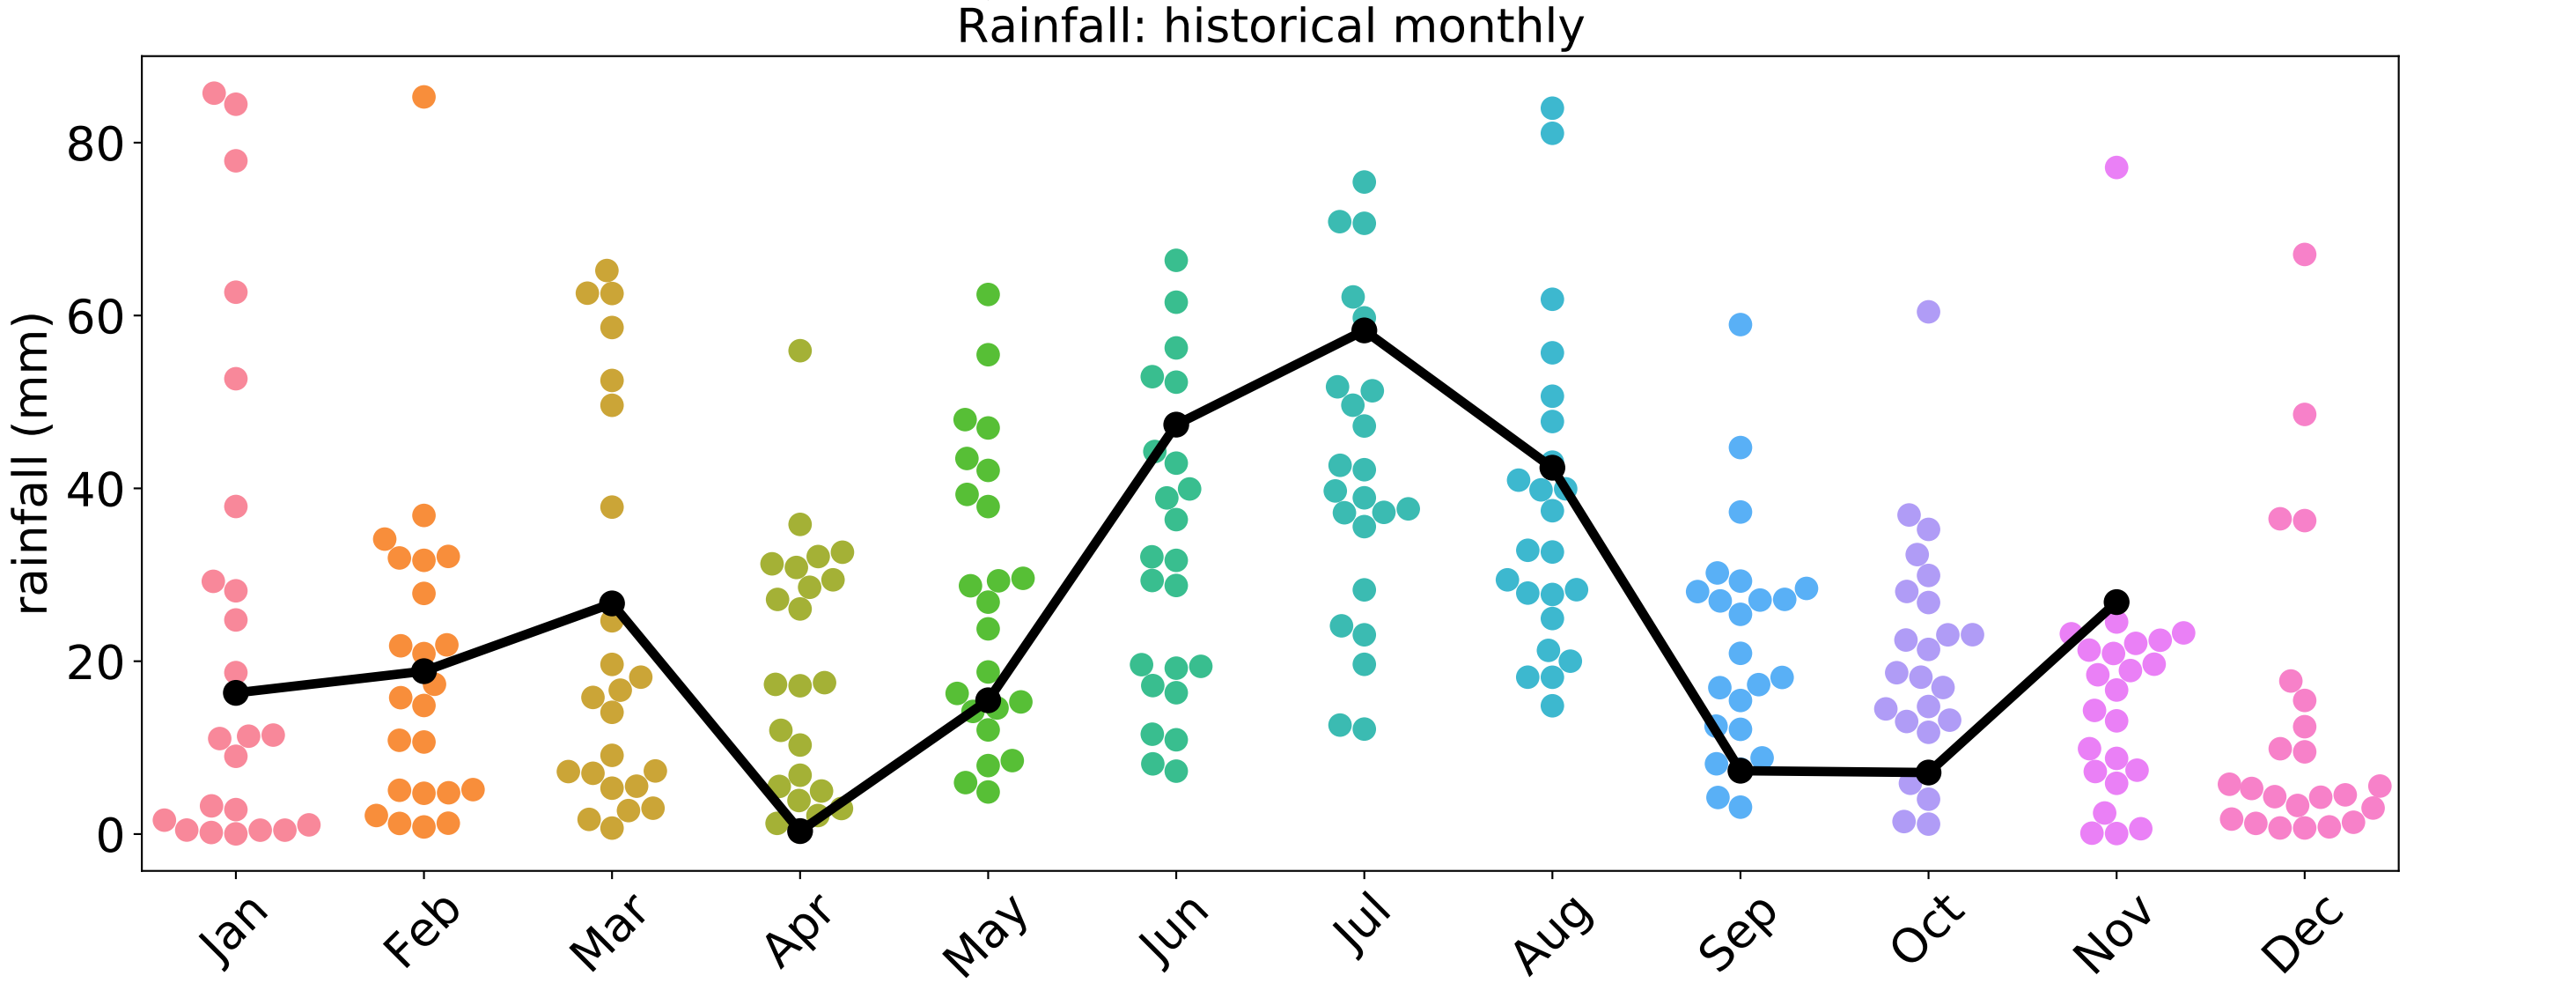 Rainfall: historical monthly
rainfall (mm)
80
60
40
20
0
Jan
Feb
Mar
Apr
May
Jun
Jul
Aug
Sep
Oct
Nov
Dec